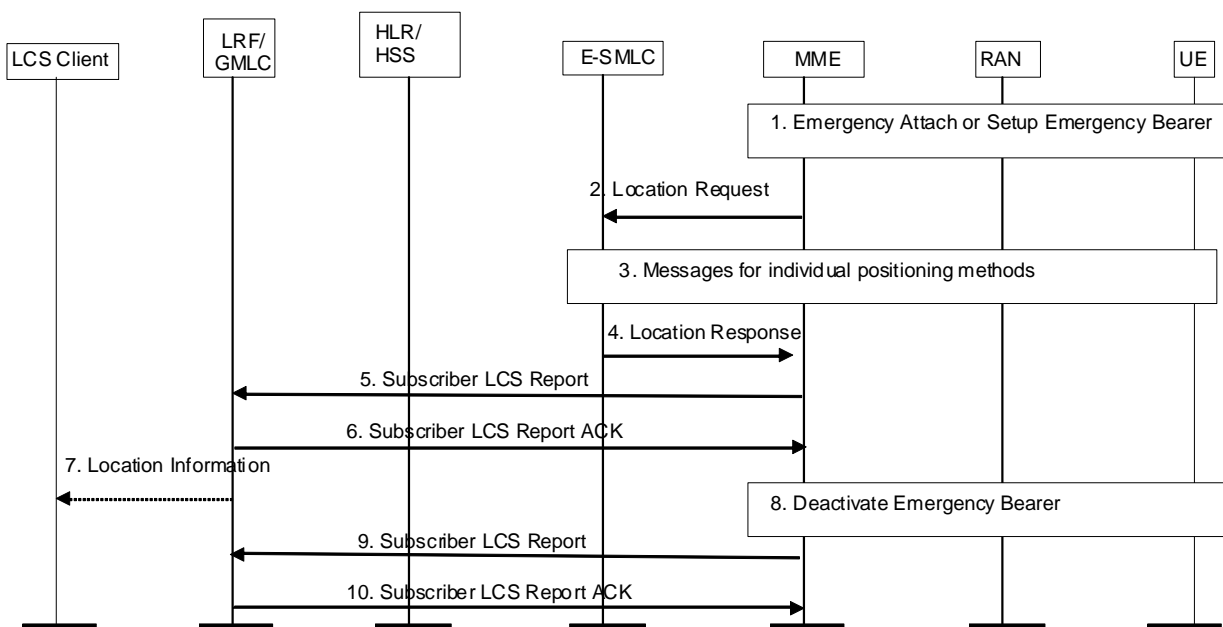 LCS Client
LRF/
GMLC
HLR/
HSS
E-SMLC
MME
RAN
UE
1. Emergency Attach or Setup Emergency Bearer
2. Location Request
3. Messages for individual positioning methods
4. Location Response
5. Subscriber LCS Report
6. Subscriber LCS Report ACK
7. Location Information
8. Deactivate Emergency Bearer
9. Subscriber LCS Report
10. Subscriber LCS Report ACK